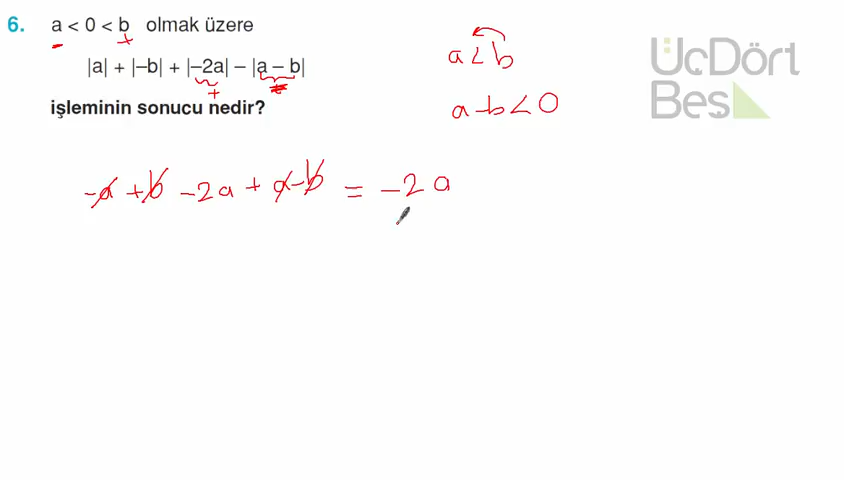 6. a < 0 < b olmak üzere
- +
|a| + |–b| + |–2a| – |a – b|
+
işleminin sonucu nedir?
a < b
a - b < 0
ÜçDört
Beş
-a + b - 2a + a - b = -2a